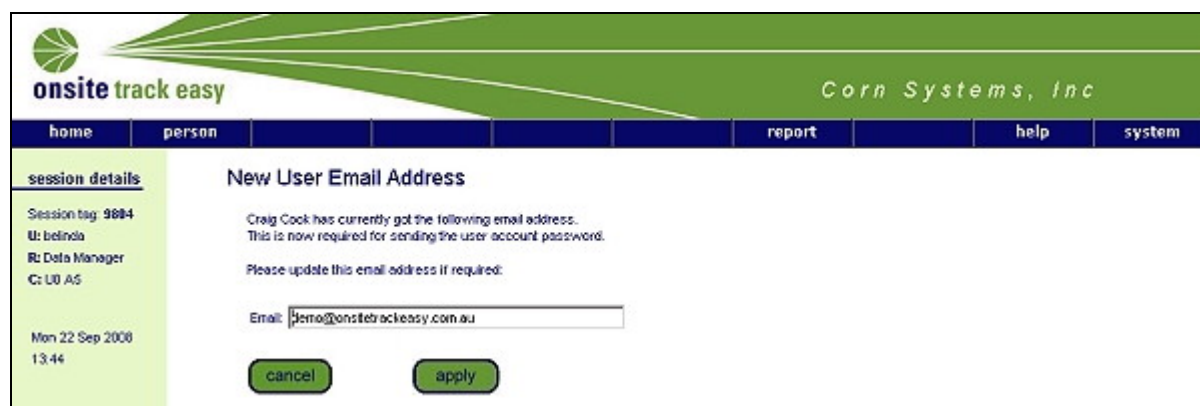 onsite track easy
Corn Systems, Inc
home person report help system
session details
Session tag: 9804
U: belinda
R: Data Manager
C: U0 A5
Mon 22 Sep 2008
13:44
New User Email Address
Craig Cook has currently got the following email address.
This is now required for sending the user account password.
Please update this email address if required:
Email: demo@onsitetrackeasy.com.au
cancel apply